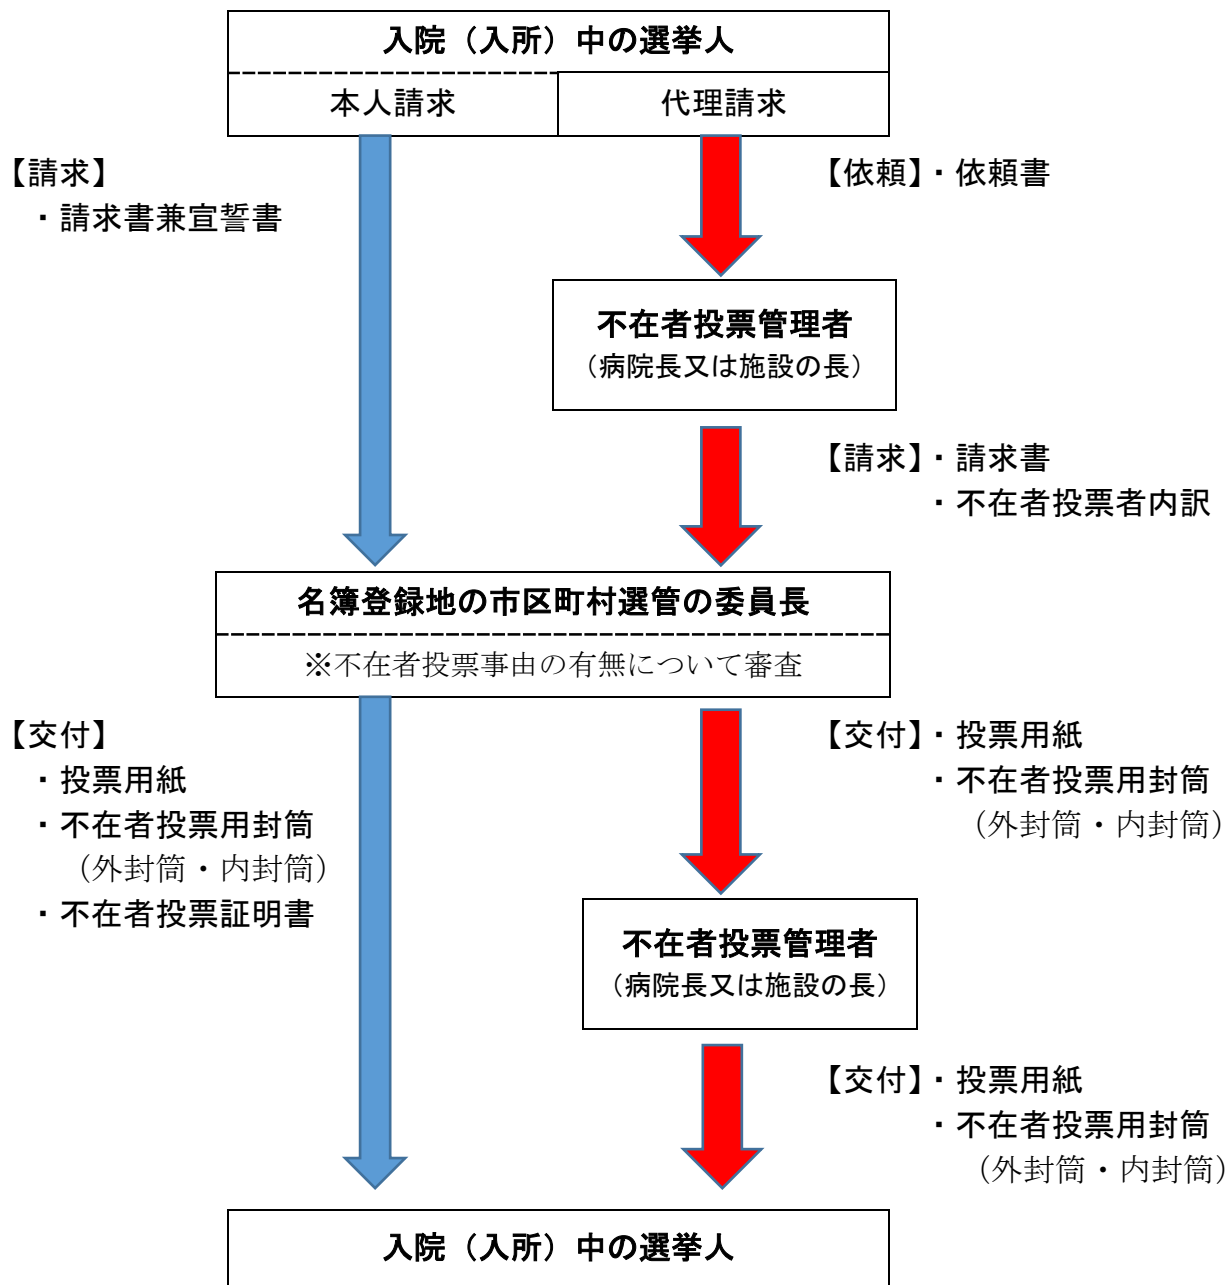 入院（入所）中の選挙人
本人請求
代理請求
【請求】
・請求書兼宣誓書
【依頼】・依頼書
不在者投票管理者
（病院長又は施設の長）
【請求】・請求書
・不在者投票者内訳
名簿登録地の市区町村選管の委員長
※不在者投票事由の有無について審査
【交付】
・投票用紙
・不在者投票用封筒
（外封筒・内封筒）
・不在者投票証明書
【交付】・投票用紙
・不在者投票用封筒
（外封筒・内封筒）
不在者投票管理者
（病院長又は施設の長）
【交付】・投票用紙
・不在者投票用封筒
（外封筒・内封筒）
入院（入所）中の選挙人